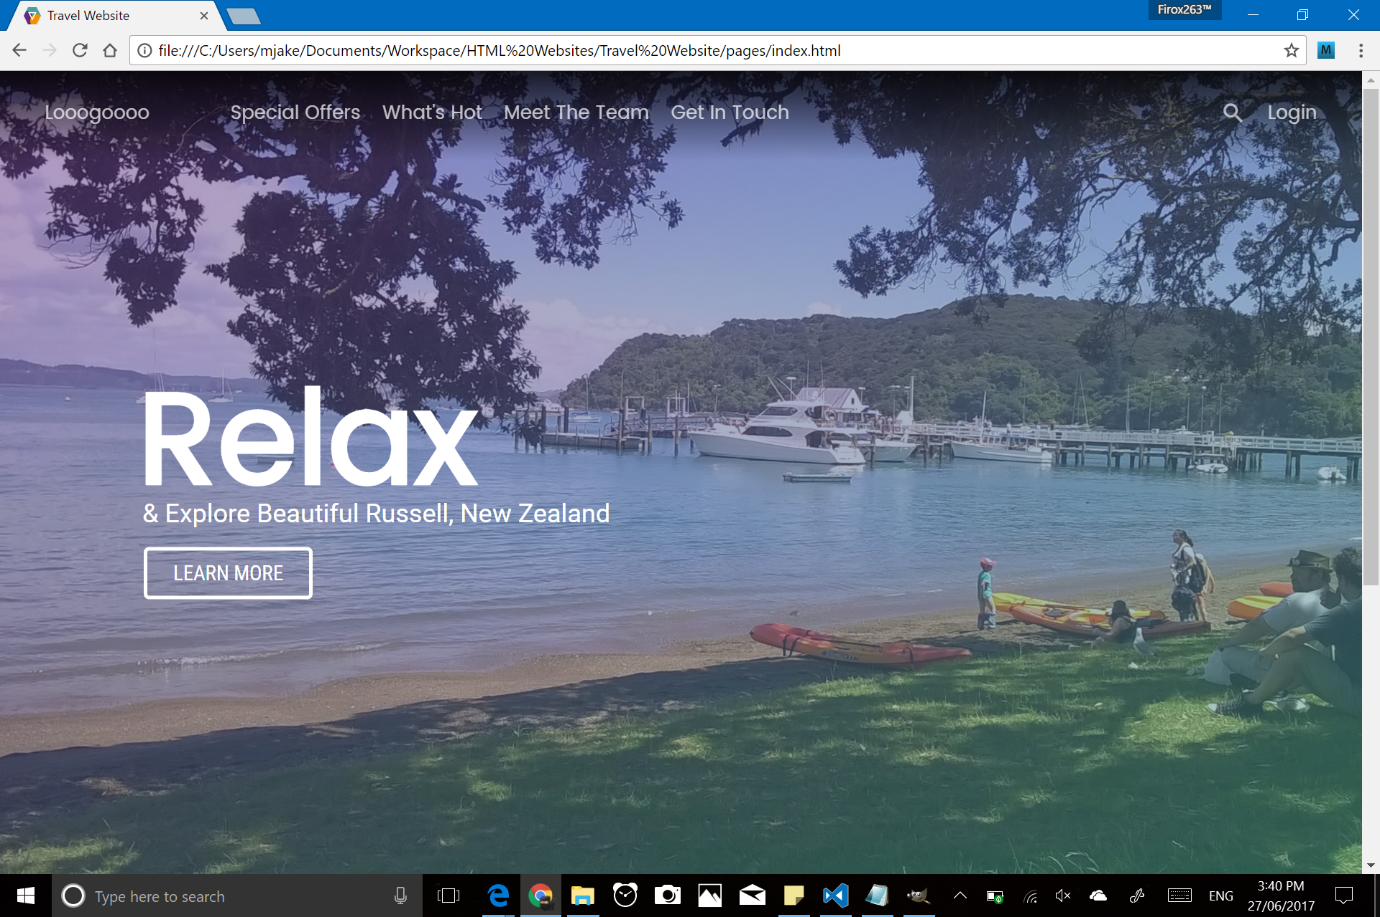 Travel Website
Firox263™
file:///C:/Users/mjake/Documents/Workspace/HTML%20Websites/Travel%20Website/pages/index.html
M
Looogoooo
Special Offers
What's Hot
Meet The Team
Get In Touch
Login
Relax
& Explore Beautiful Russell, New Zealand
LEARN MORE
Type here to search
ENG
3:40 PM
27/06/2017